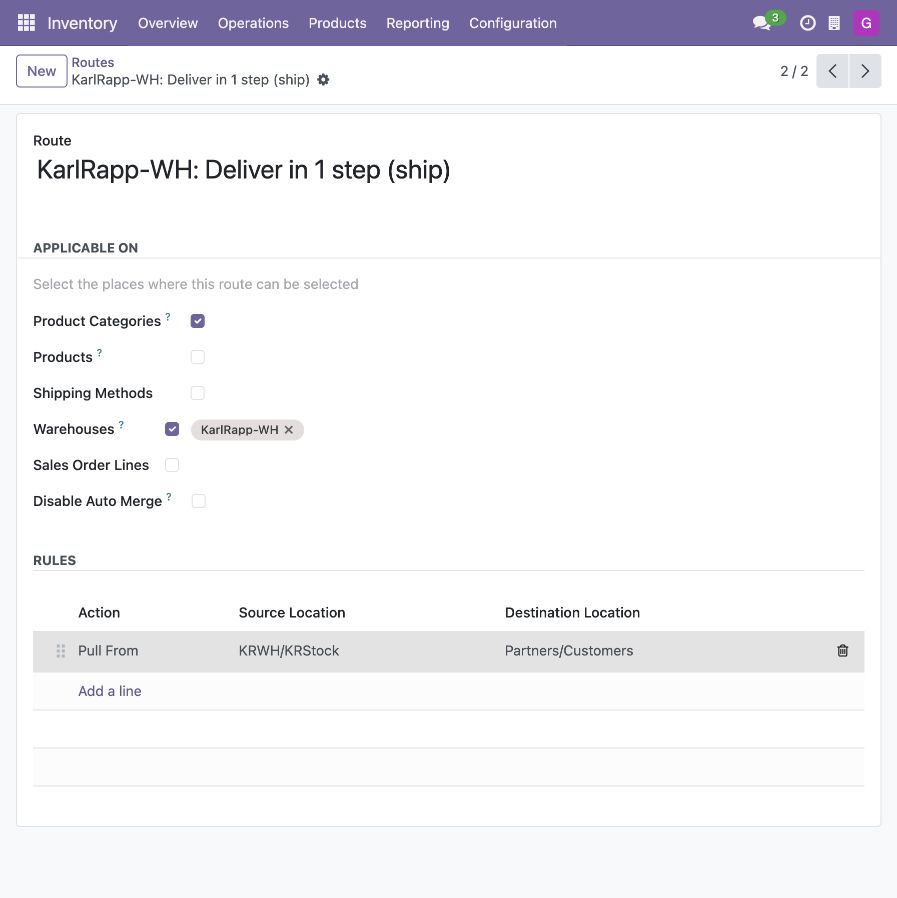 Inventory Overview Operations Products Reporting Configuration 3 G
New Routes
KarlRapp-WH: Deliver in 1 step (ship)
2 / 2
Route
KarlRapp-WH: Deliver in 1 step (ship)
APPLICABLE ON
Select the places where this route can be selected
Product Categories ?
Products ?
Shipping Methods
Warehouses ? KarlRapp-WH
Sales Order Lines
Disable Auto Merge ?
RULES
Action Source Location Destination Location
Pull From KRWH/KRStock Partners/Customers
Add a line